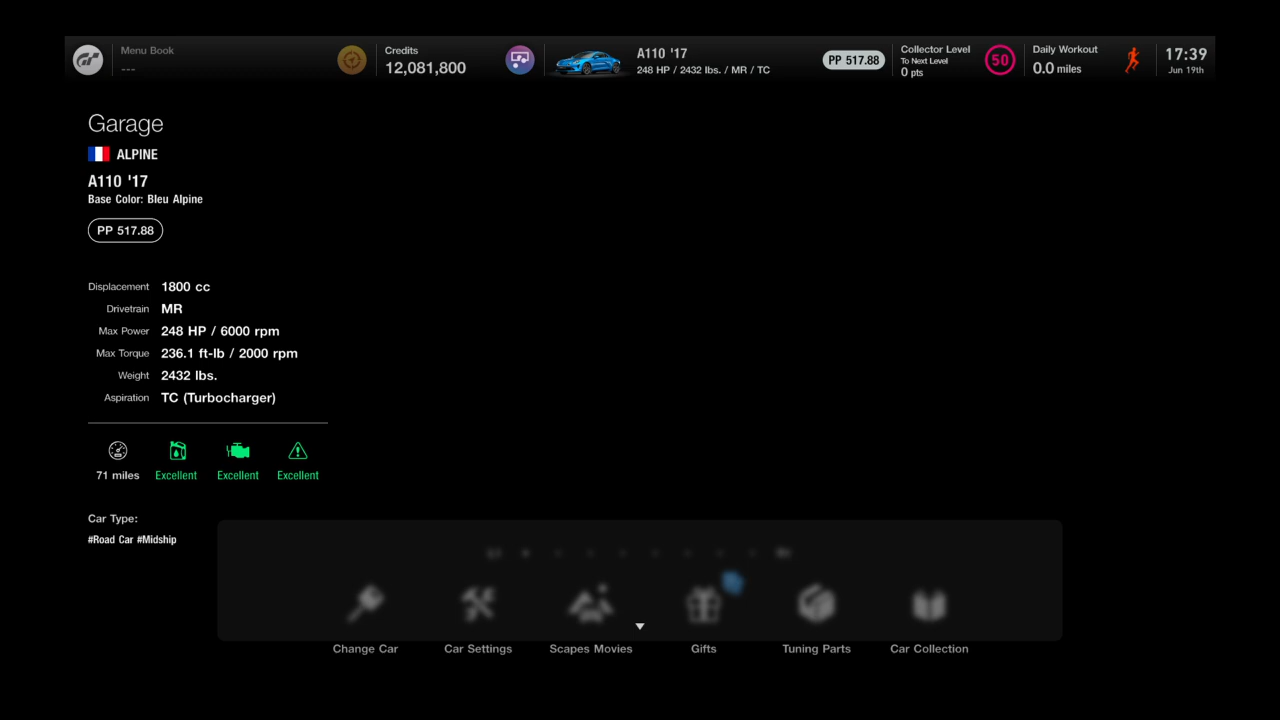 Menu Book
---
Credits
12,081,800
A110 '17
248 HP / 2432 lbs. / MR / TC
PP 517.88
Collector Level
To Next Level
0 pts
50
Daily Workout
0.0 miles
17:39
Jun 19th
Garage
ALPINE
A110 '17
Base Color: Bleu Alpine
PP 517.88
Displacement 1800 cc
Drivetrain MR
Max Power 248 HP / 6000 rpm
Max Torque 236.1 ft-lb / 2000 rpm
Weight 2432 lbs.
Aspiration TC (Turbocharger)
71 miles Excellent Excellent Excellent
Car Type:
#Road Car #Midship
Change Car Car Settings Scapes Movies Gifts Tuning Parts Car Collection